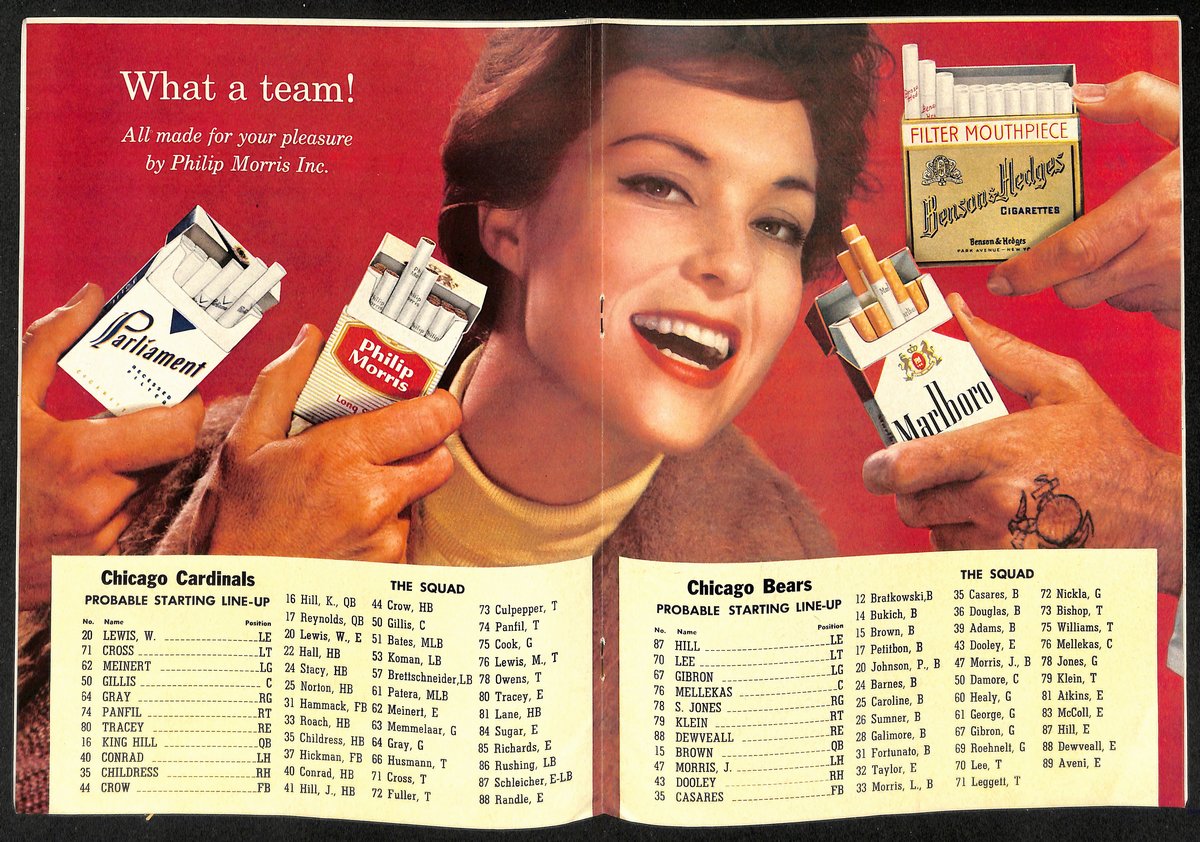 What a team!
All made for your pleasure
by Philip Morris Inc.
Parliament
RECESSED
FILTER
Philip
Morris
Long
FILTER MOUTHPIECE
Benson & Hedges
CIGARETTES
Benson & Hedges
PARK AVENUE - NEW YO
Marlboro
Chicago Cardinals
PROBABLE STARTING LINE-UP
No. Name Position
20 LEWIS, W. LE
71 CROSS LT
62 MEINERT LG
50 GILLIS C
64 GRAY RG
74 PANFIL RT
80 TRACEY RE
16 KING HILL QB
40 CONRAD LH
35 CHILDRESS RH
44 CROW FB
THE SQUAD
16 Hill, K., QB
17 Reynolds, QB
20 Lewis, W., E
22 Hall, HB
24 Stacy, HB
25 Norton, HB
31 Hammack, FB
33 Roach, HB
35 Childress, HB
37 Hickman, FB
40 Conrad, HB
41 Hill, J., HB
44 Crow, HB
50 Gillis, C
51 Bates, MLB
53 Koman, LB
57 Brettschneider,LB
61 Patera, MLB
62 Meinert, E
63 Memmelaar, G
64 Gray, G
66 Husmann, T
71 Cross, T
72 Fuller, T
73 Culpepper, T
74 Panfil, T
75 Cook, G
76 Lewis, M., T
78 Owens, T
80 Tracey, E
81 Lane, HB
84 Sugar, E
85 Richards, E
86 Rushing, LB
87 Schleicher, E-LB
88 Randle, E
Chicago Bears
PROBABLE STARTING LINE-UP
No. Name Position
87 HILL LE
70 LEE LT
67 GIBRON LG
76 MELLEKAS C
78 S. JONES RG
79 KLEIN RT
88 DEWVEALL RE
15 BROWN QB
47 MORRIS, J. LH
43 DOOLEY RH
35 CASARES FB
THE SQUAD
12 Bratkowski,B
14 Bukich, B
15 Brown, B
17 Petitbon, B
20 Johnson, P., B
24 Barnes, B
25 Caroline, B
26 Sumner, B
28 Galimore, B
31 Fortunato, B
32 Taylor, E
33 Morris, L., B
35 Casares, B
36 Douglas, B
39 Adams, B
43 Dooley, E
47 Morris, J., B
50 Damore, C
60 Healy, G
61 George, G
67 Gibron, G
69 Roehnelt, G
70 Lee, T
71 Leggett, T
72 Nickla, G
73 Bishop, T
75 Williams, T
76 Mellekas, C
78 Jones, G
79 Klein, T
81 Atkins, E
83 McColl, E
87 Hill, E
88 Dewveall, E
89 Aveni, E